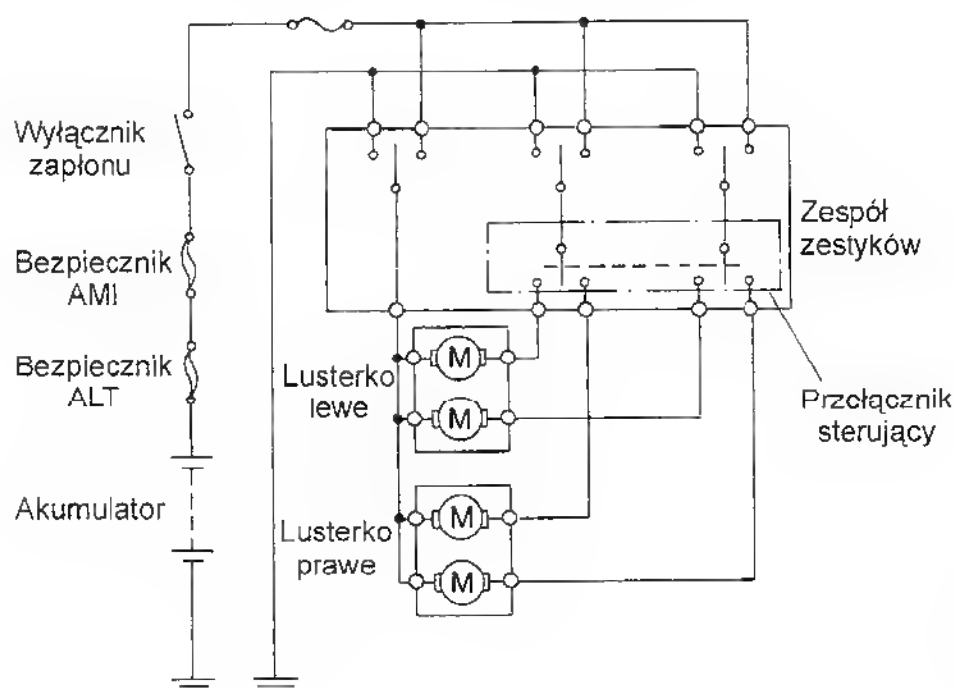 Wyłącznik
zapłonu
Bezpiecznik
AMI
Bezpiecznik
ALT
Akumulator
Zespół
zestyków
Przełącznik
sterujący
Lusterko
lewe
M
M
Lusterko
prawe
M
M